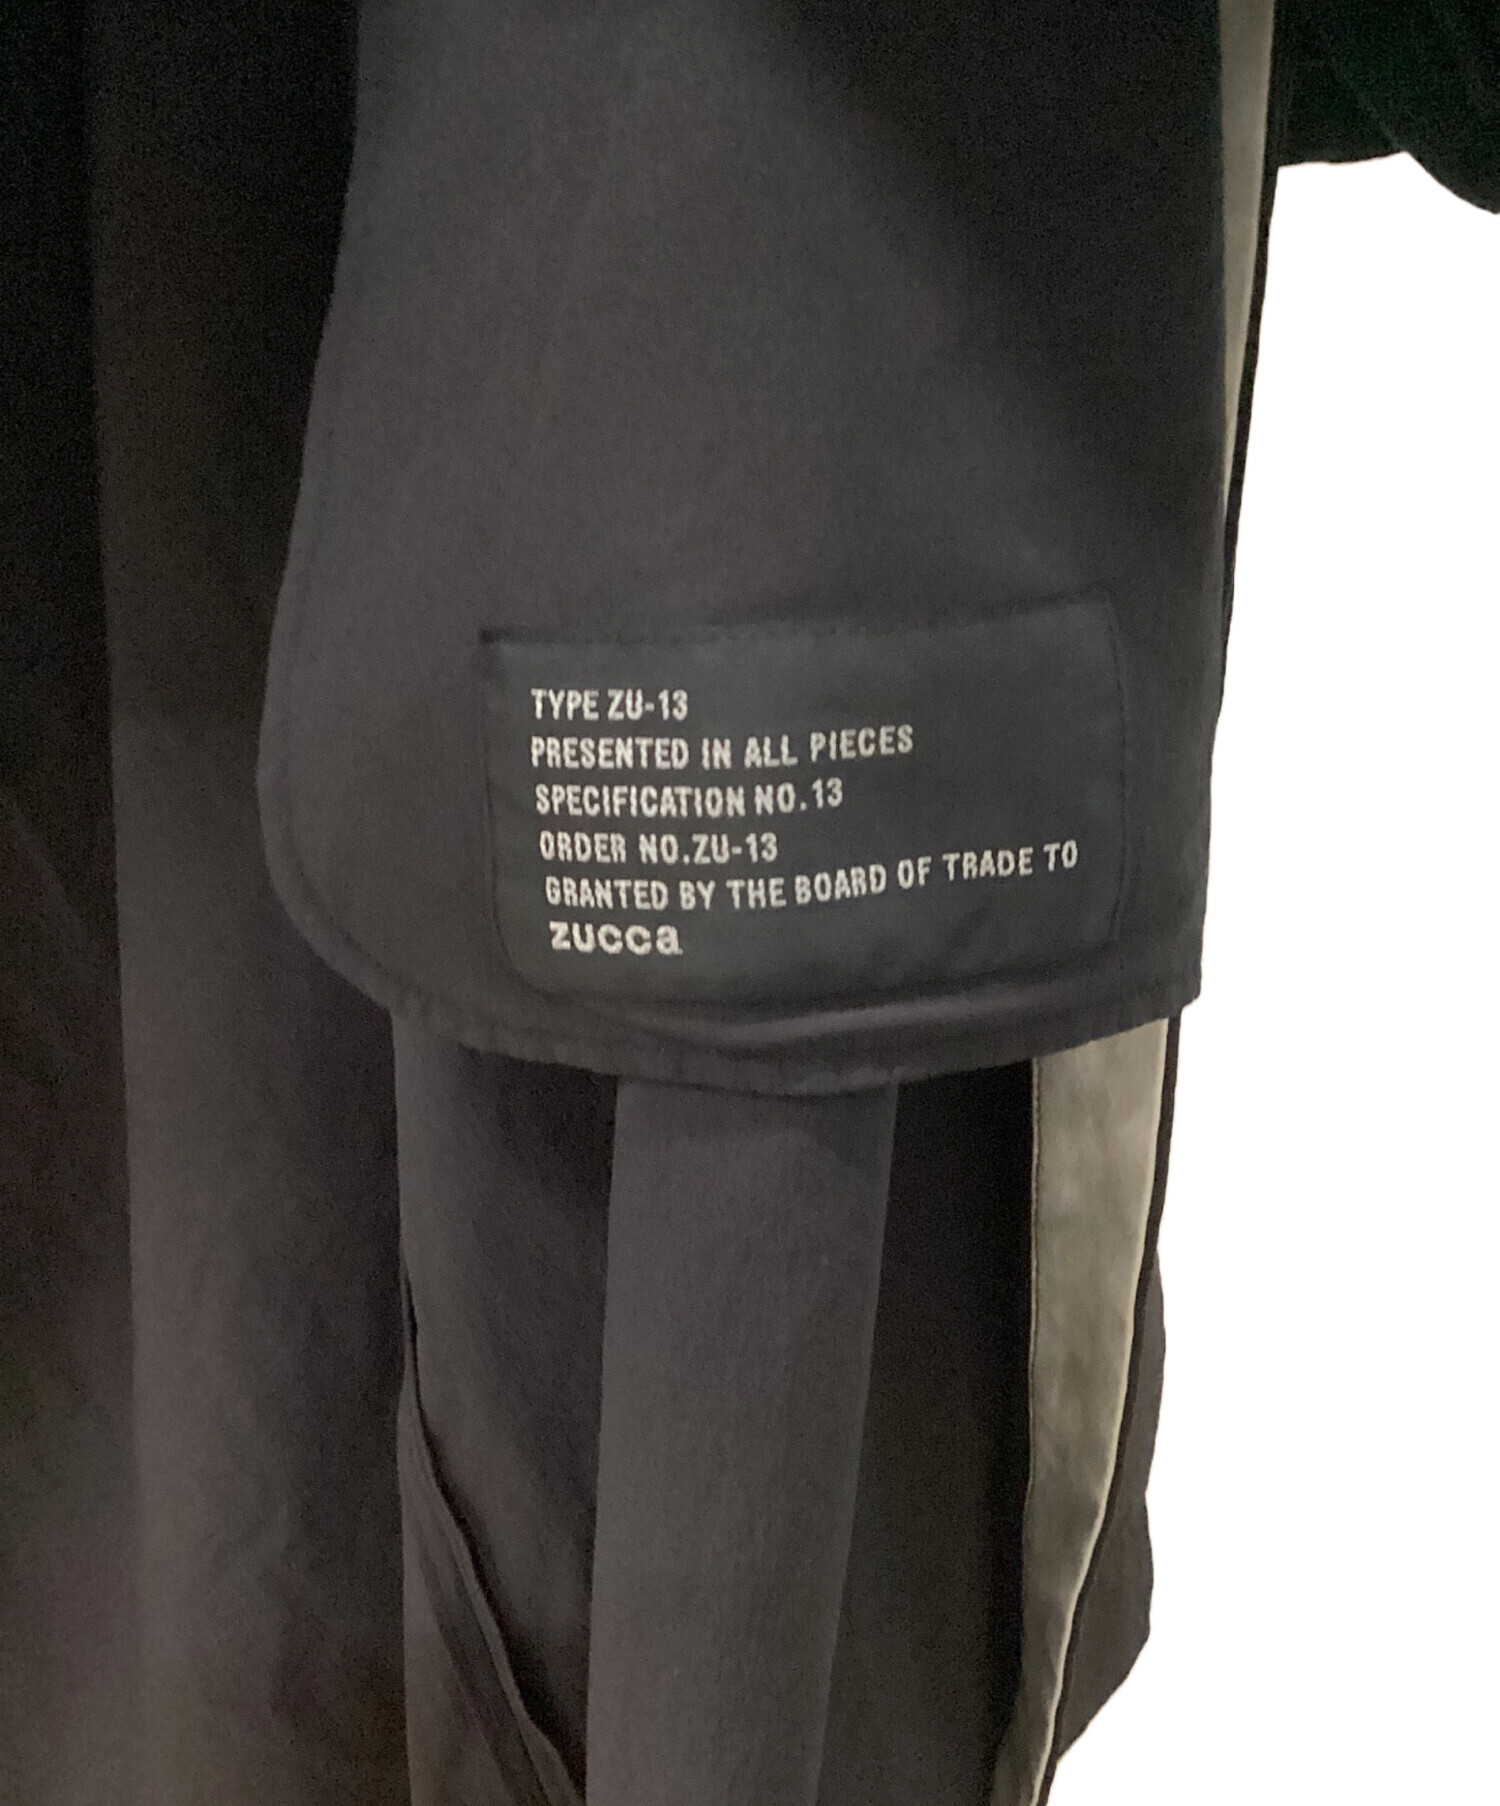 TYPE ZU-13
PRESENTED IN ALL PIECES
SPECIFICATION NO.13
ORDER NO.ZU-13
GRANTED BY THE BOARD OF TRADE TO
zucca